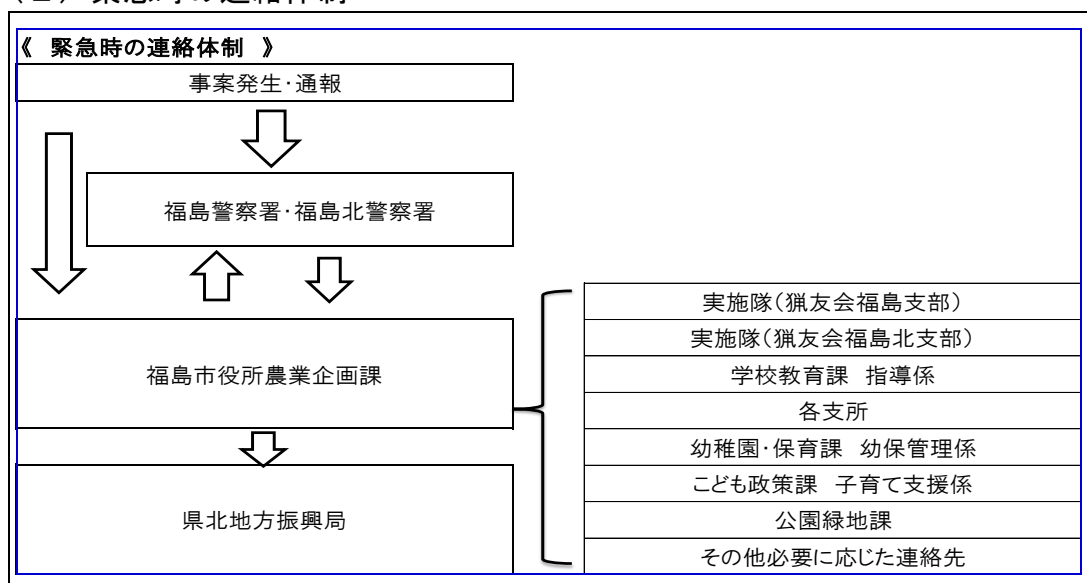 (2) 緊急時の連絡体制
《 緊急時の連絡体制 》
事案発生・通報
福島警察署・福島北警察署
福島市役所農業企画課
県北地方振興局
実施隊(猟友会福島支部)
実施隊(猟友会福島北支部)
学校教育課 指導係
各支所
幼稚園・保育課 幼保管理係
こども政策課 子育て支援係
公園緑地課
その他必要に応じた連絡先